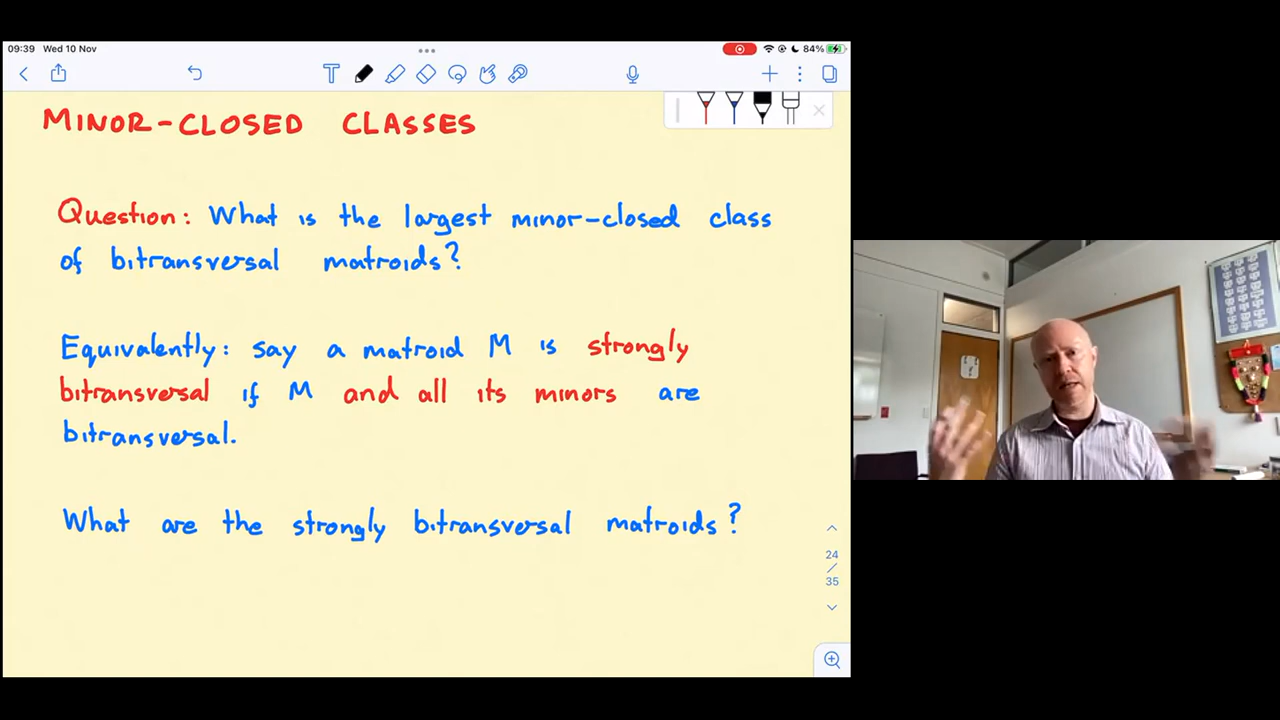 09:39 Wed 10 Nov
84%
MINOR-CLOSED CLASSES
Question: What is the largest minor-closed class
of bitransversal matroids?
Equivalently: say a matroid M is strongly
bitransversal if M and all its minors are
bitransversal.
What are the strongly bitransversal matroids?
24
/
35